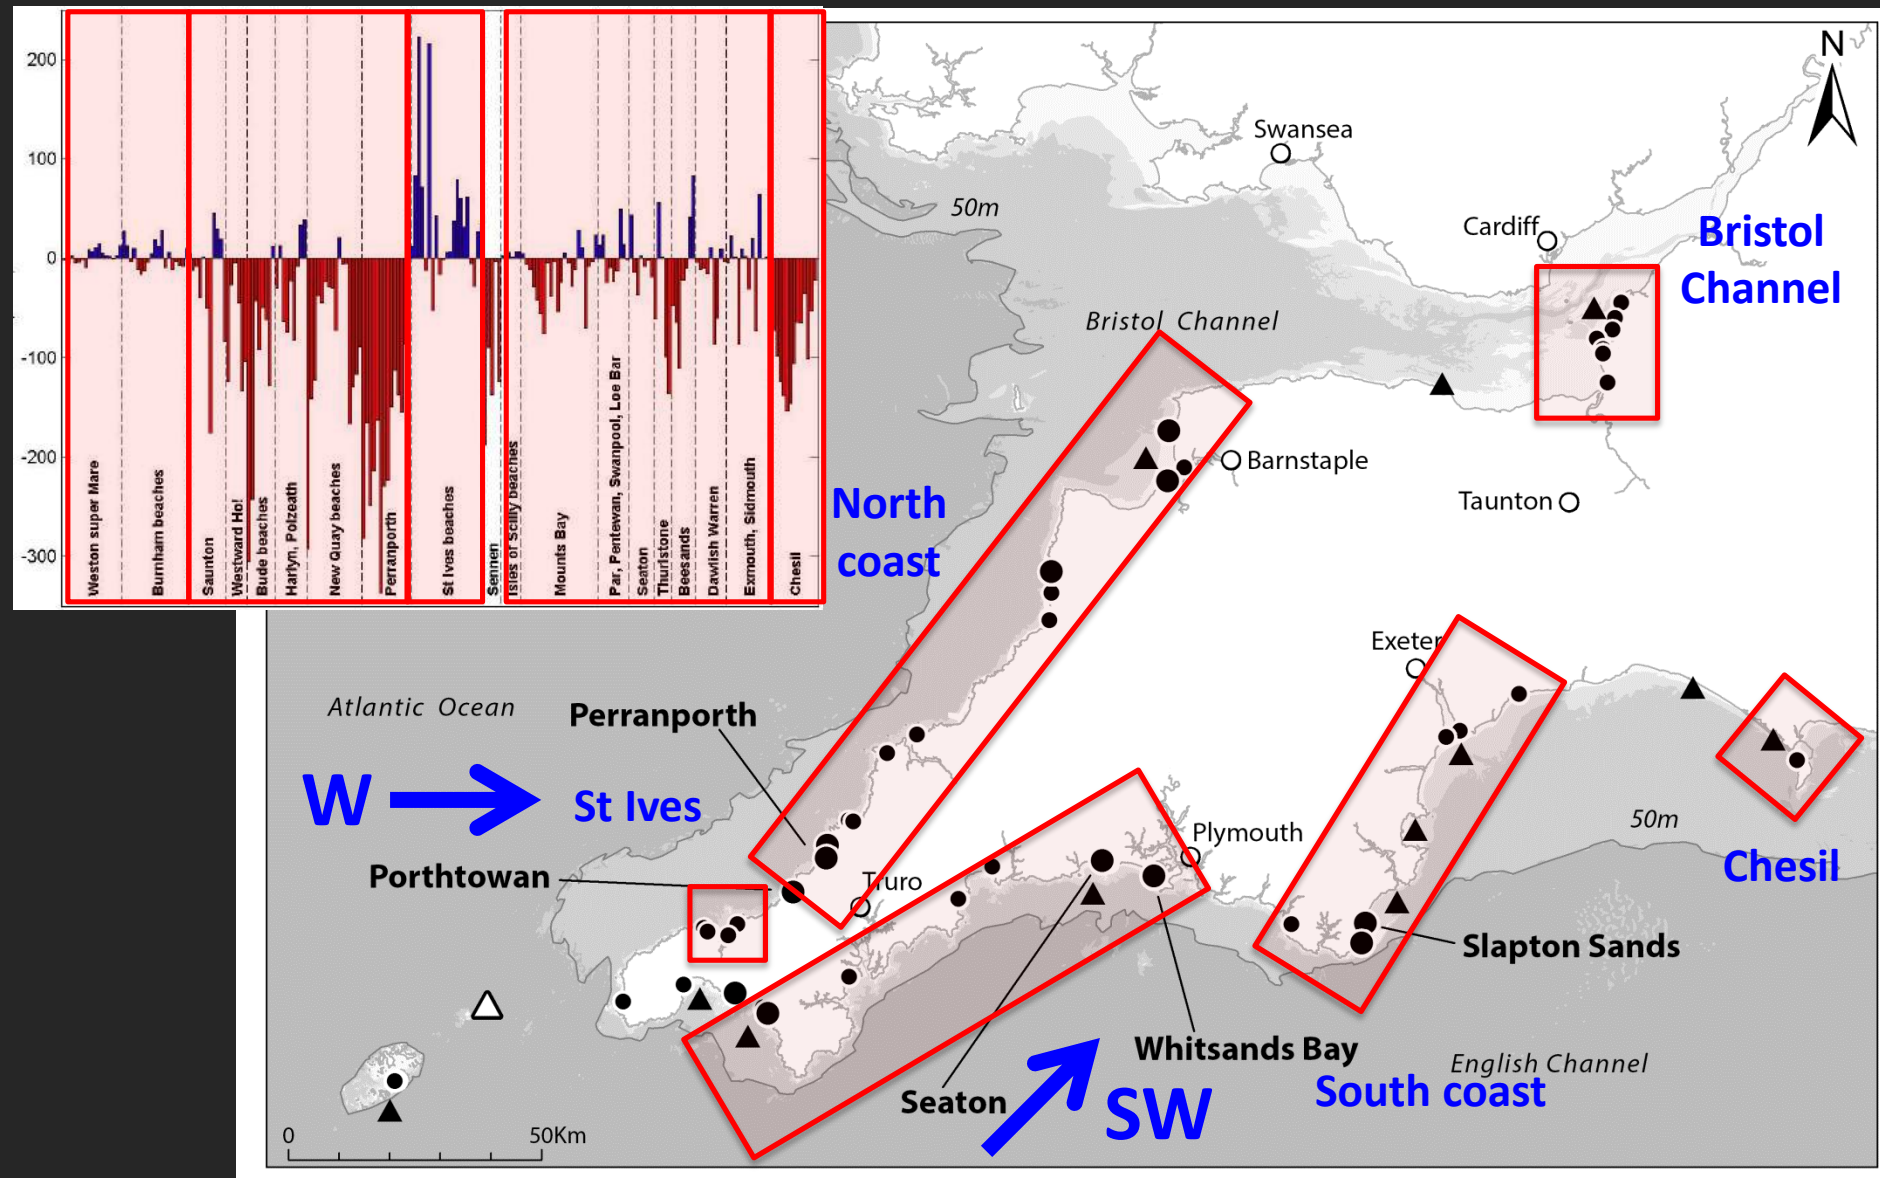 200
100
0
-100
-200
-300
Weston super Mare
Burnham beaches
Saunton
Westward Ho!
Bude beaches
Harlyn, Polzeath
New Quay beaches
Perranporth
St Ives beaches
Sennen
Isles of Scilly beaches
Mounts Bay
Par, Pentewan, Swanpool, Loe Bar
Seaton
Thurlstone
Beesands
Dawlish Warren
Exmouth, Sidmouth
Chesil
N
Swansea
50m
Cardiff
Bristol
Channel
Bristol Channel
Barnstaple
Taunton
North
coast
Exeter
Atlantic Ocean
Perranporth
W
St Ives
50m
Plymouth
Chesil
Porthtowan
Truro
Slapton Sands
Whitsands Bay
English Channel
South coast
Seaton
SW
0
50Km